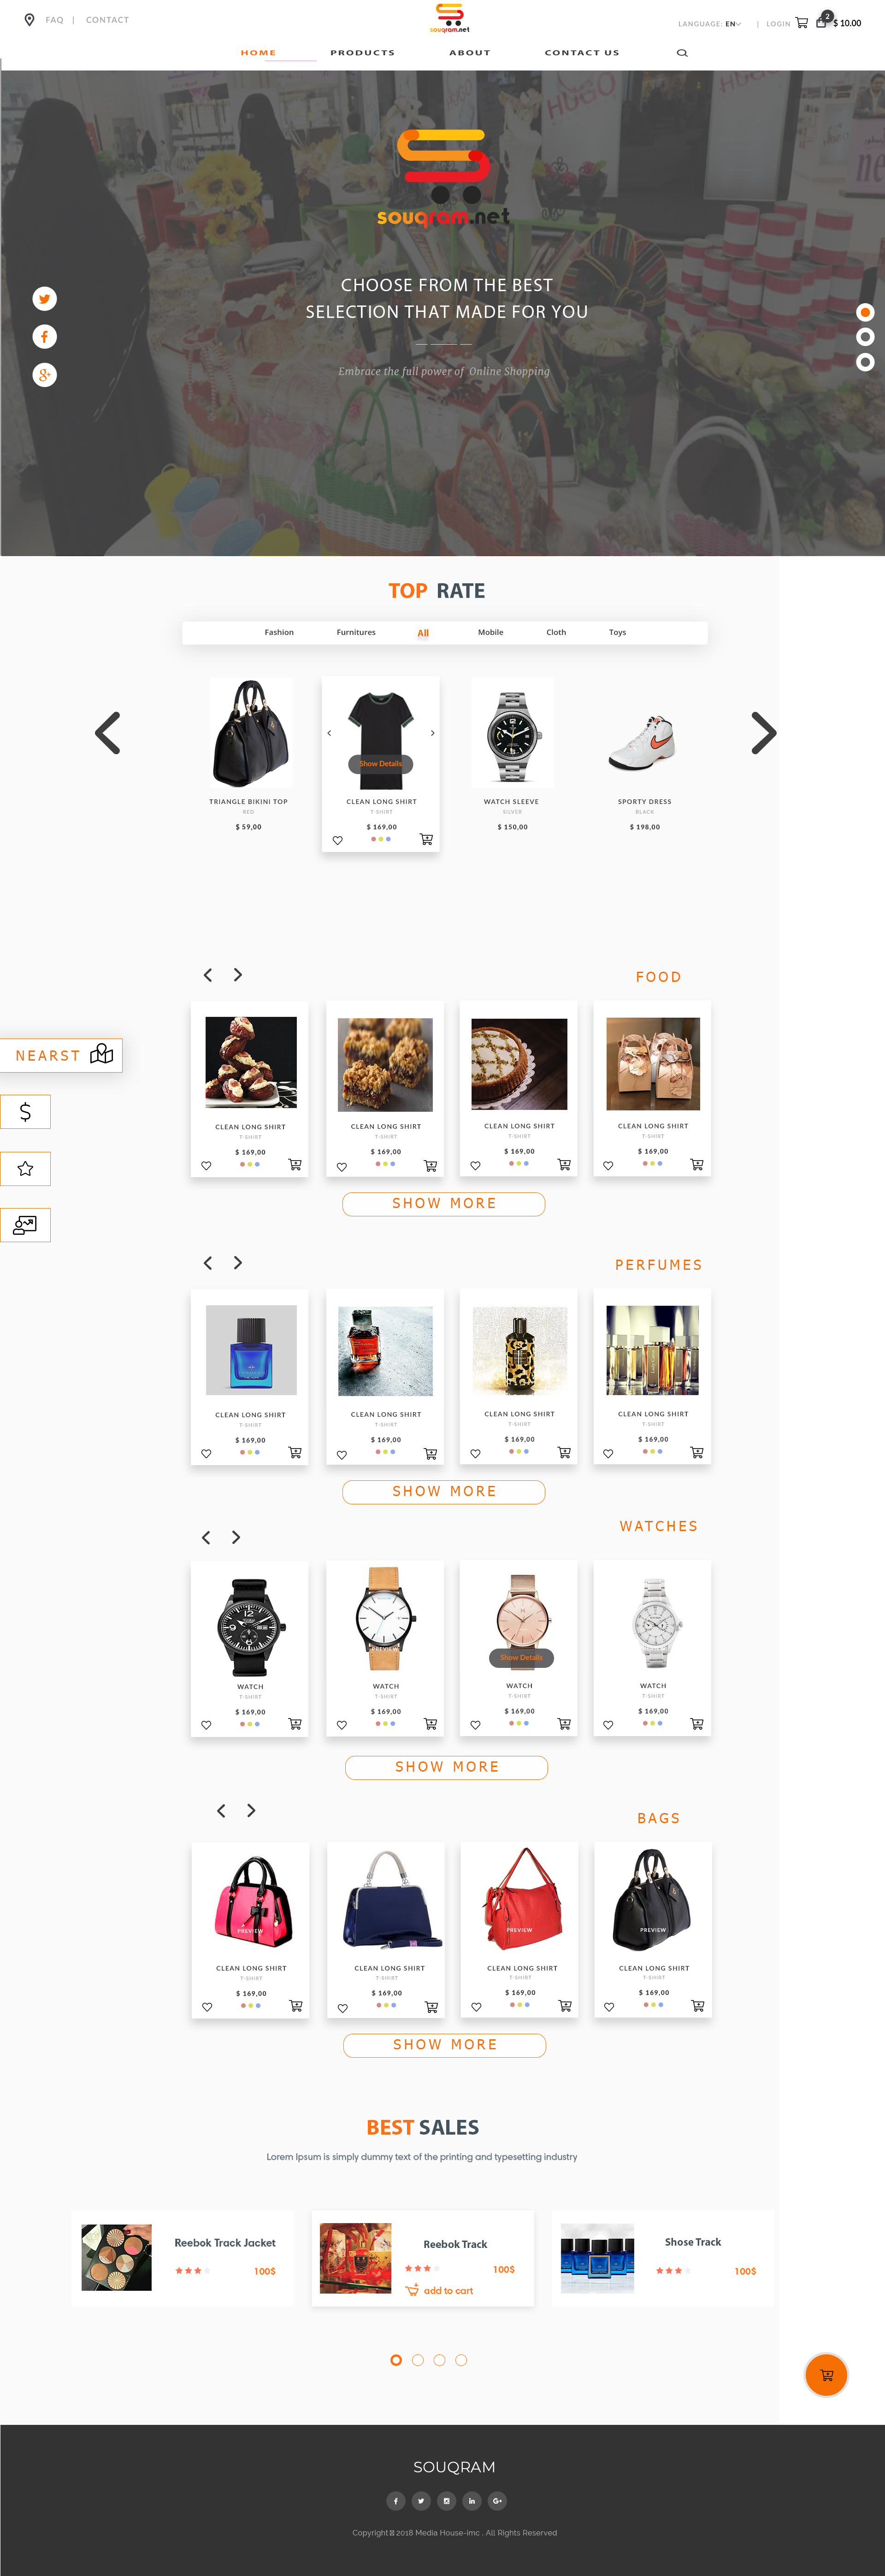 FAQ | CONTACT
souqram.net
LANGUAGE: EN | LOGIN
2
$ 10.00
HOME PRODUCTS ABOUT CONTACT US
HUGO
HUGO
souqram.net
CHOOSE FROM THE BEST
SELECTION THAT MADE FOR YOU
Embrace the full power of Online Shopping
TOP RATE
Fashion Furnitures All Mobile Cloth Toys
Show Details
TRIANGLE BIKINI TOP CLEAN LONG SHIRT WATCH SLEEVE SPORTY DRESS
RED T-SHIRT SILVER BLACK
$ 59,00 $ 169,00 $ 150,00 $ 198,00
FOOD
NEARST
CLEAN LONG SHIRT CLEAN LONG SHIRT CLEAN LONG SHIRT CLEAN LONG SHIRT
T-SHIRT T-SHIRT T-SHIRT T-SHIRT
$ 169,00 $ 169,00 $ 169,00 $ 169,00
SHOW MORE
PERFUMES
CLEAN LONG SHIRT CLEAN LONG SHIRT CLEAN LONG SHIRT CLEAN LONG SHIRT
T-SHIRT T-SHIRT T-SHIRT T-SHIRT
$ 169,00 $ 169,00 $ 169,00 $ 169,00
SHOW MORE
WATCHES
PREVIEW
Show Details
WATCH WATCH WATCH WATCH
T-SHIRT T-SHIRT T-SHIRT T-SHIRT
$ 169,00 $ 169,00 $ 169,00 $ 169,00
SHOW MORE
BAGS
PREVIEW PREVIEW PREVIEW
CLEAN LONG SHIRT CLEAN LONG SHIRT CLEAN LONG SHIRT CLEAN LONG SHIRT
T-SHIRT T-SHIRT T-SHIRT T-SHIRT
$ 169,00 $ 169,00 $ 169,00 $ 169,00
SHOW MORE
BEST SALES
Lorem Ipsum is simply dummy text of the printing and typesetting industry
Reebok Track Jacket
100$
Reebok Track
100$
add to cart
Shose Track
100$
SOUQRAM
Copyright 2018 Media House-imc . All Rights Reserved